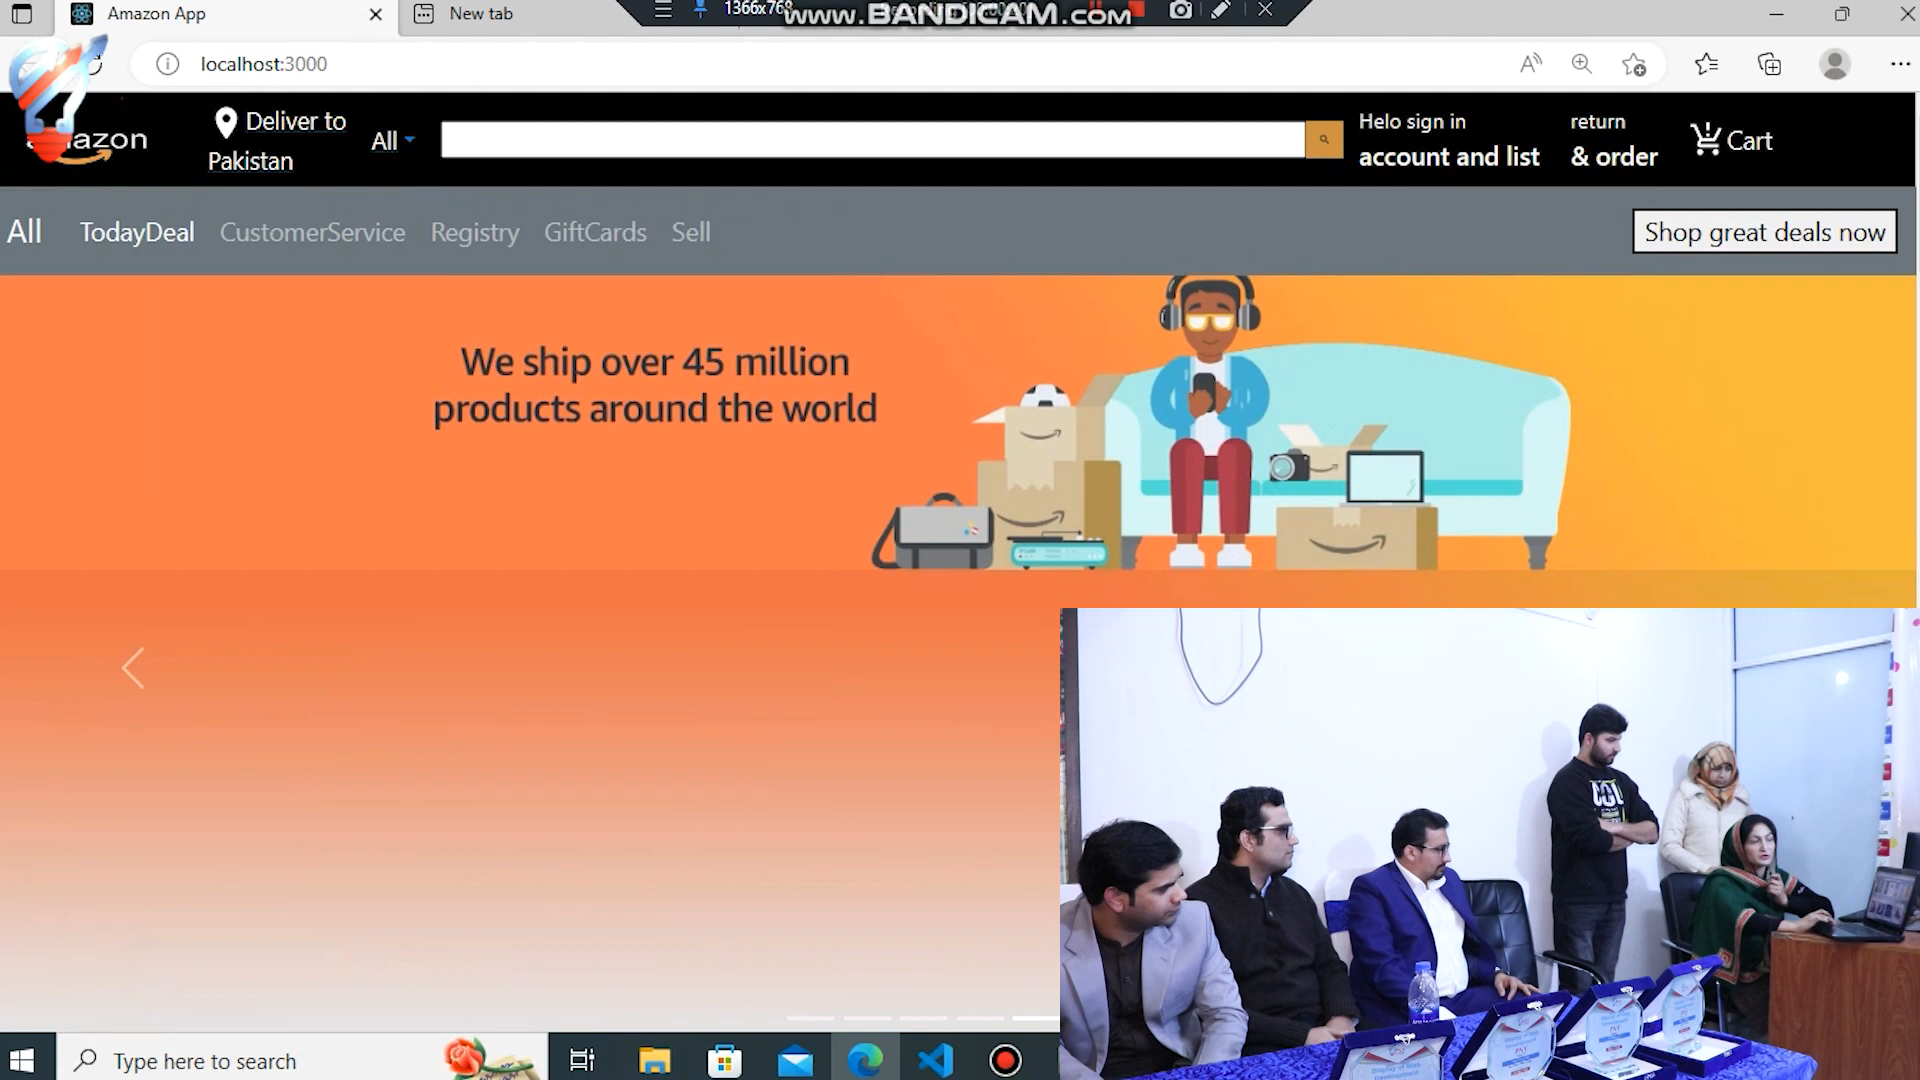 Amazon App
New tab
1366x768
www.BANDICAM.com
localhost:3000
Deliver to
Pakistan
All
Helo sign in
account and list
return
& order
Cart
All
TodayDeal
CustomerService
Registry
GiftCards
Sell
Shop great deals now
We ship over 45 million
products around the world
Type here to search